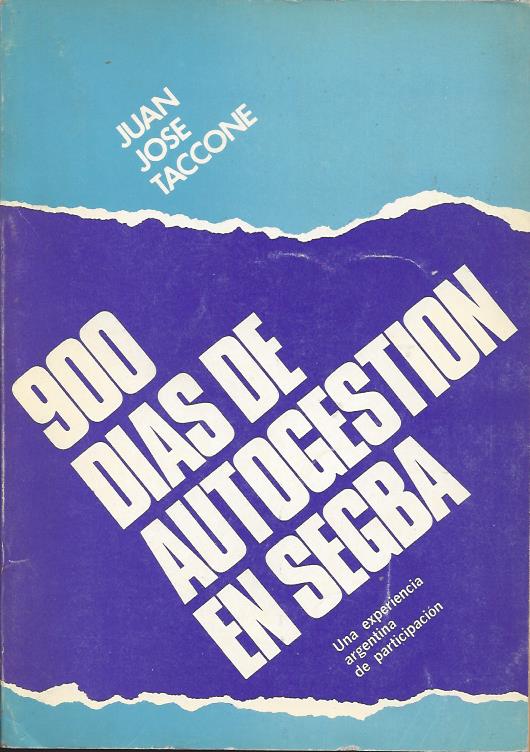 JUAN
JOSE
TACCONE
900
DIAS DE
AUTOGESTION
EN SEGBA
Una experiencia
argentina
de participación